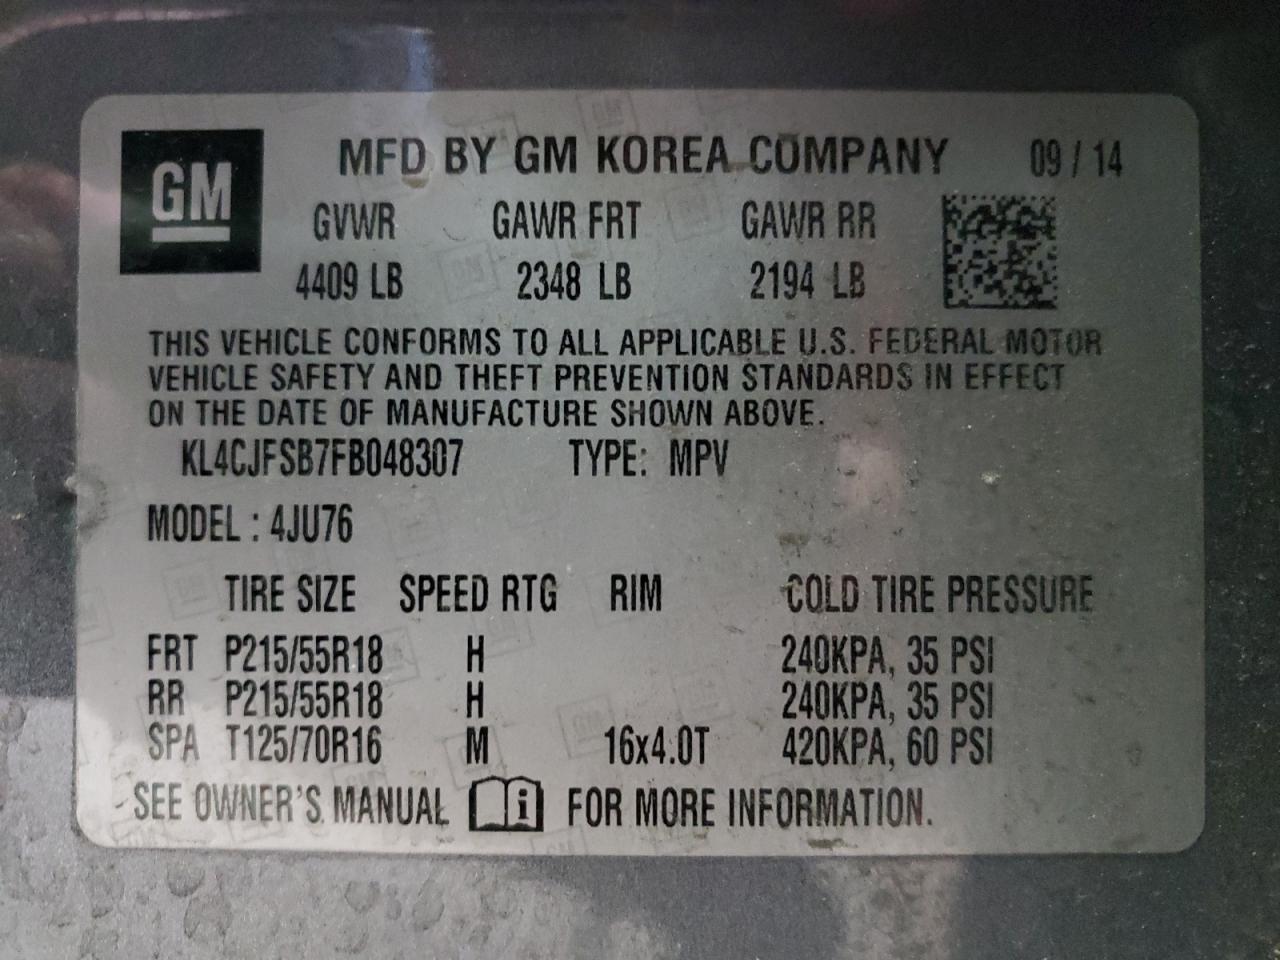 GM
MFD BY GM KOREA COMPANY 09 / 14
GVWR GAWR FRT GAWR RR
4409 LB 2348 LB 2194 LB
THIS VEHICLE CONFORMS TO ALL APPLICABLE U.S. FEDERAL MOTOR
VEHICLE SAFETY AND THEFT PREVENTION STANDARDS IN EFFECT
ON THE DATE OF MANUFACTURE SHOWN ABOVE.
KL4CJFSB7FB048307 TYPE: MPV
MODEL : 4JU76
TIRE SIZE SPEED RTG RIM COLD TIRE PRESSURE
FRT P215/55R18 H 240KPA, 35 PSI
RR P215/55R18 H 240KPA, 35 PSI
SPA T125/70R16 M 16x4.0T 420KPA, 60 PSI
SEE OWNER'S MANUAL i FOR MORE INFORMATION.